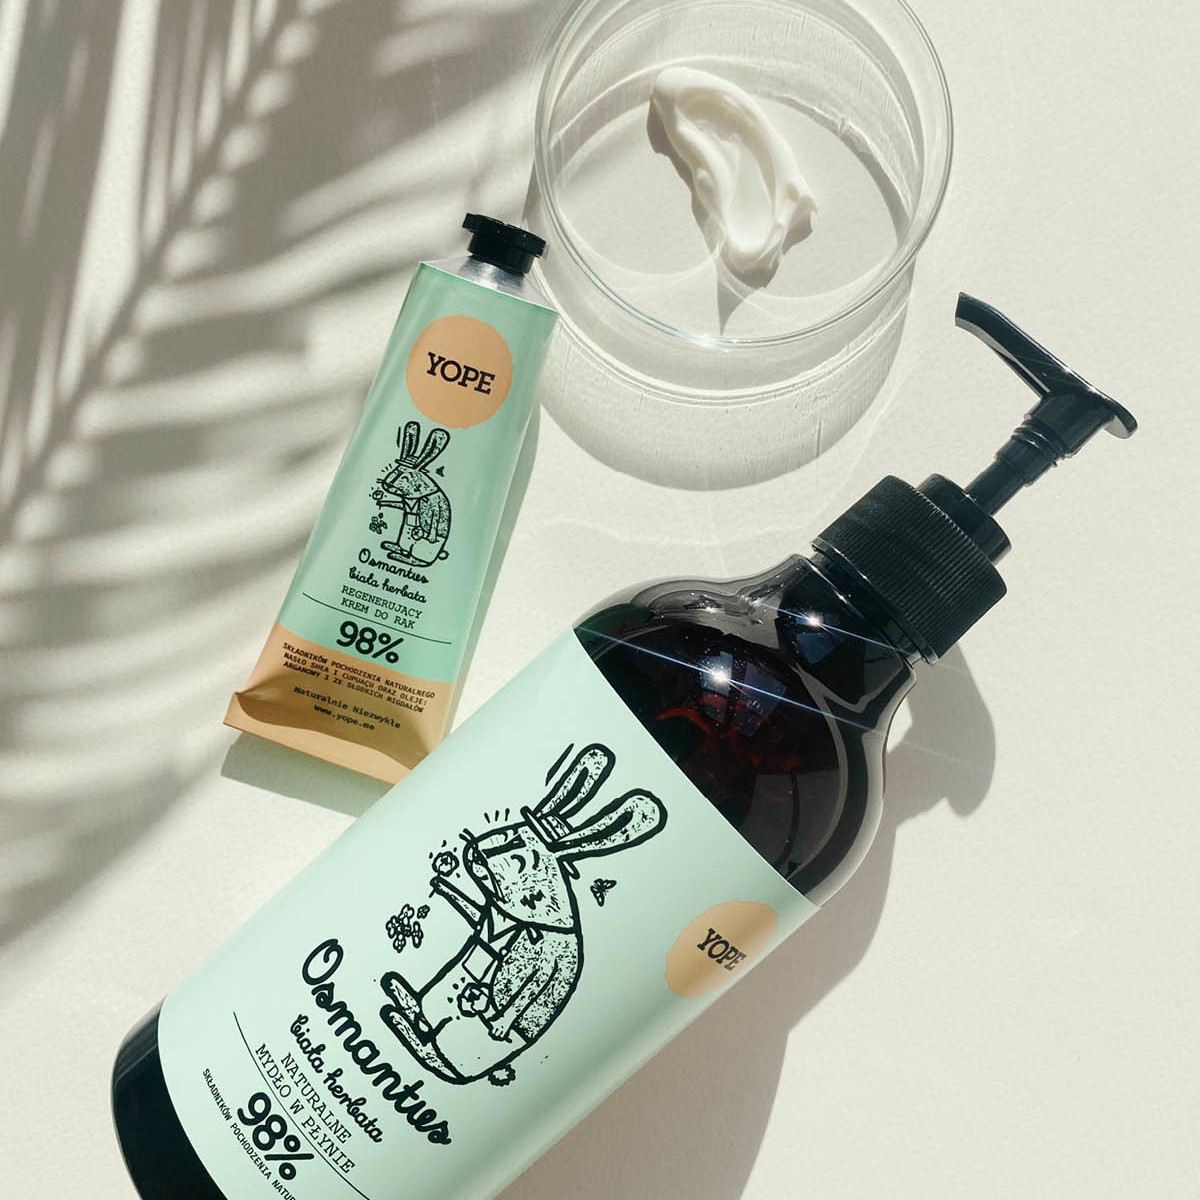 YOPE
Osmantus
biała herbata
REGENERUJĄCY
KREM DO RĄK
98%
SKŁADNIKÓW POCHODZENIA NATURALNEGO
MASŁO SHEA I CUPUAÇU ORAZ OLEJE:
ARGANOWY I ZE SŁODKICH MIGDAŁÓW
Naturalnie Niezwykłe
www.yope.me
YOPE
Osmantus
biała herbata
NATURALNE
MYDŁO W PŁYNIE
98%
SKŁADNIKÓW POCHODZENIA